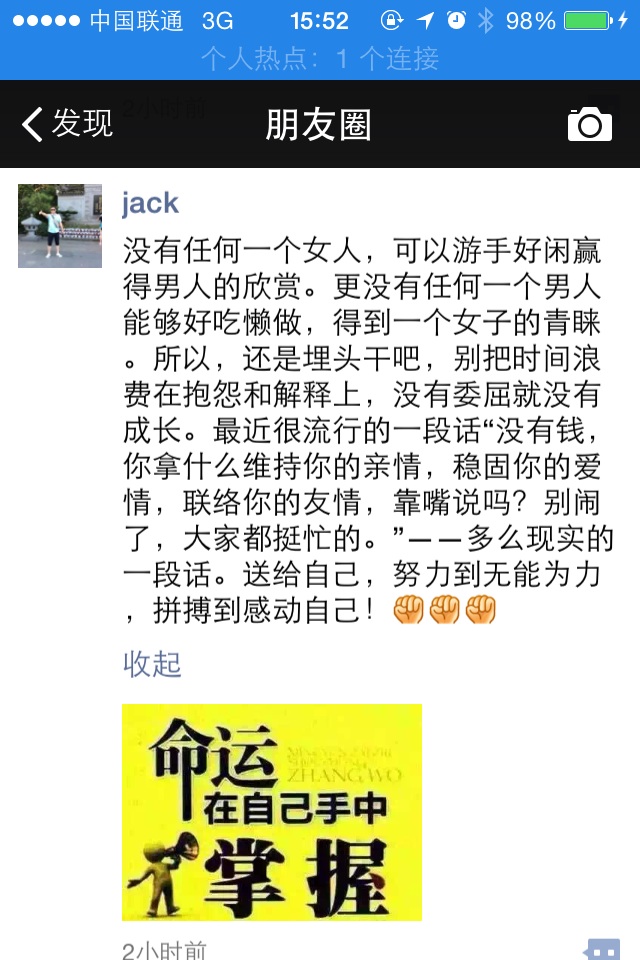 中国联通 3G 15:52 98%
个人热点：1 个连接
2小时前
发现 朋友圈
jack
没有任何一个女人，可以游手好闲赢
得男人的欣赏。更没有任何一个男人
能够好吃懒做，得到一个女子的青睐
。所以，还是埋头干吧，别把时间浪
费在抱怨和解释上，没有委屈就没有
成长。最近很流行的一段话“没有钱，
你拿什么维持你的亲情，稳固你的爱
情，联络你的友情，靠嘴说吗？别闹
了，大家都挺忙的。”——多么现实的
一段话。送给自己，努力到无能为力
，拼搏到感动自己！✊✊✊
收起
命运
ZHANGWO
在自己手中
掌握
2小时前